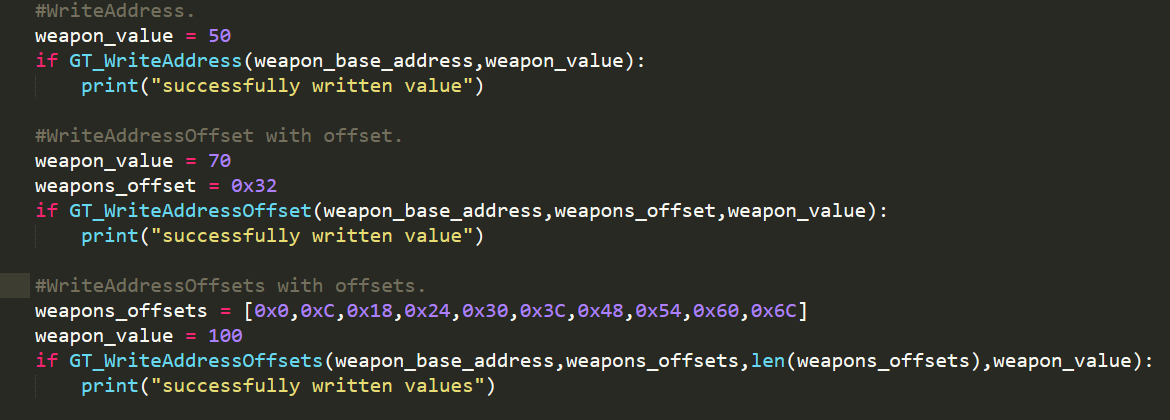 #WriteAddress.
weapon_value = 50
if GT_WriteAddress(weapon_base_address,weapon_value):
    print("successfully written value")
#WriteAddressOffset with offset.
weapon_value = 70
weapons_offset = 0x32
if GT_WriteAddressOffset(weapon_base_address,weapons_offset,weapon_value):
    print("successfully written value")
#WriteAddressOffsets with offsets.
weapons_offsets = [0x0,0xC,0x18,0x24,0x30,0x3C,0x48,0x54,0x60,0x6C]
weapon_value = 100
if GT_WriteAddressOffsets(weapon_base_address,weapons_offsets,len(weapons_offsets),weapon_value):
    print("successfully written values")